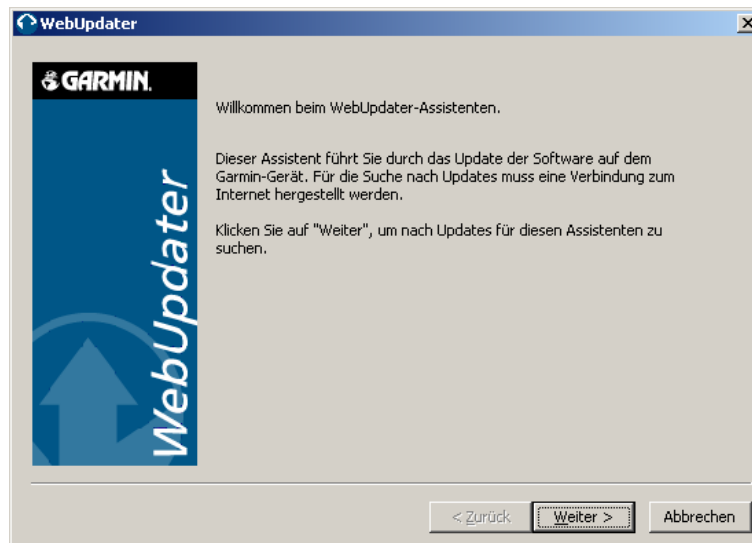 WebUpdater
GARMIN.
WebUpdater
Willkommen beim WebUpdater-Assistenten.
Dieser Assistent führt Sie durch das Update der Software auf dem
Garmin-Gerät. Für die Suche nach Updates muss eine Verbindung zum
Internet hergestellt werden.
Klicken Sie auf "Weiter", um nach Updates für diesen Assistenten zu
suchen.
< Zurück
Weiter >
Abbrechen